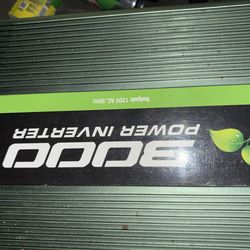 3000
POWER INVERTER
Output: 120V AC, 60Hz